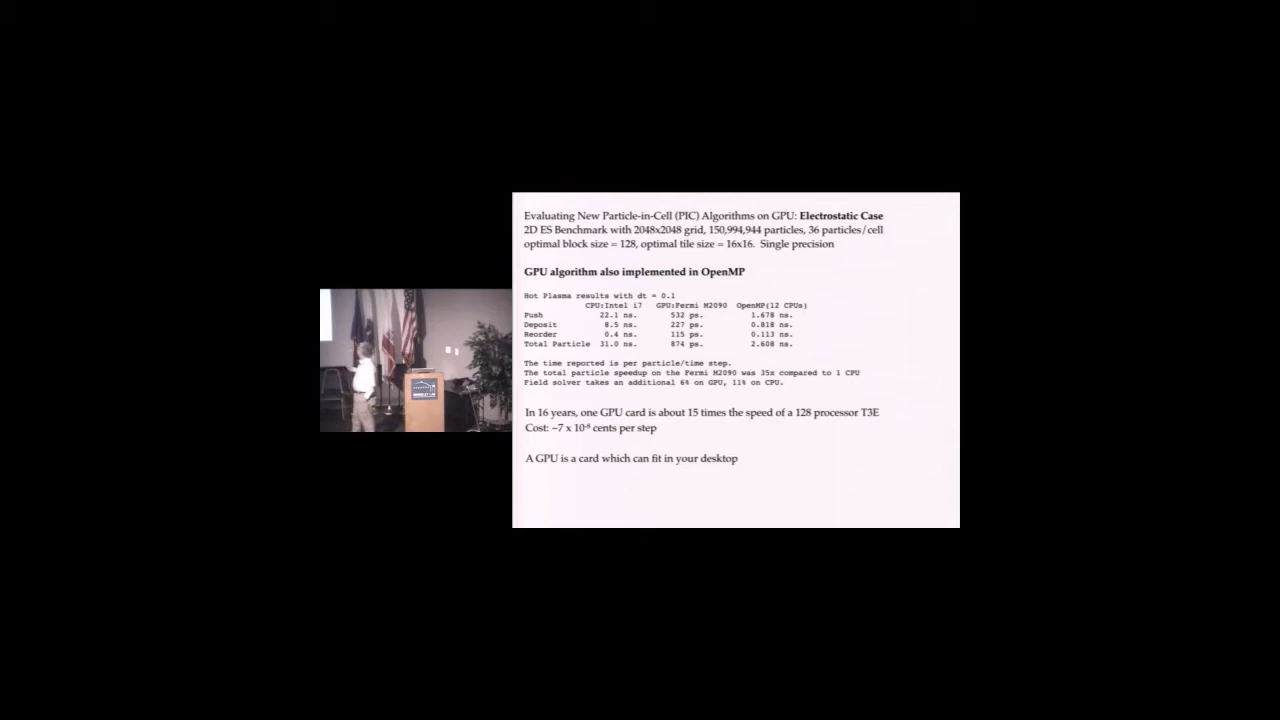 Evaluating New Particle-in-Cell (PIC) Algorithms on GPU: Electrostatic Case
2D ES Benchmark with 2048x2048 grid, 150,994,944 particles, 36 particles/cell
optimal block size = 128, optimal tile size = 16x16. Single precision
GPU algorithm also implemented in OpenMP
Hot Plasma results with dt = 0.1
CPU:Intel i7 GPU:Fermi M2090 OpenMP(12 CPUs)
Push 22.1 ns. 532 ps. 1.678 ns.
Deposit 8.5 ns. 227 ps. 0.818 ns.
Reorder 0.4 ns. 115 ps. 0.113 ns.
Total Particle 31.0 ns. 874 ps. 2.608 ns.
The time reported is per particle/time step.
The total particle speedup on the Fermi M2090 was 35x compared to 1 CPU
Field solver takes an additional 6% on GPU, 11% on CPU.
In 16 years, one GPU card is about 15 times the speed of a 128 processor T3E
Cost: ~7 x 10⁻⁸ cents per step
A GPU is a card which can fit in your desktop